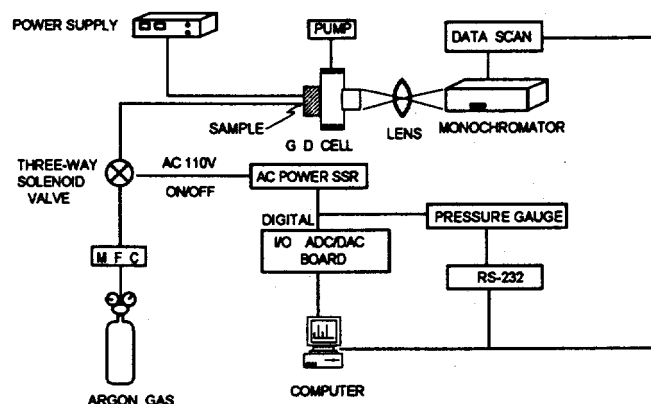 POWER SUPPLY
PUMP
DATA SCAN
SAMPLE
G D CELL
LENS
MONOCHROMATOR
THREE-WAY
SOLENOID
VALVE
AC 110V
ON/OFF
AC POWER SSR
DIGITAL
I/O ADC/DAC
BOARD
PRESSURE GAUGE
RS-232
M F C
COMPUTER
ARGON GAS